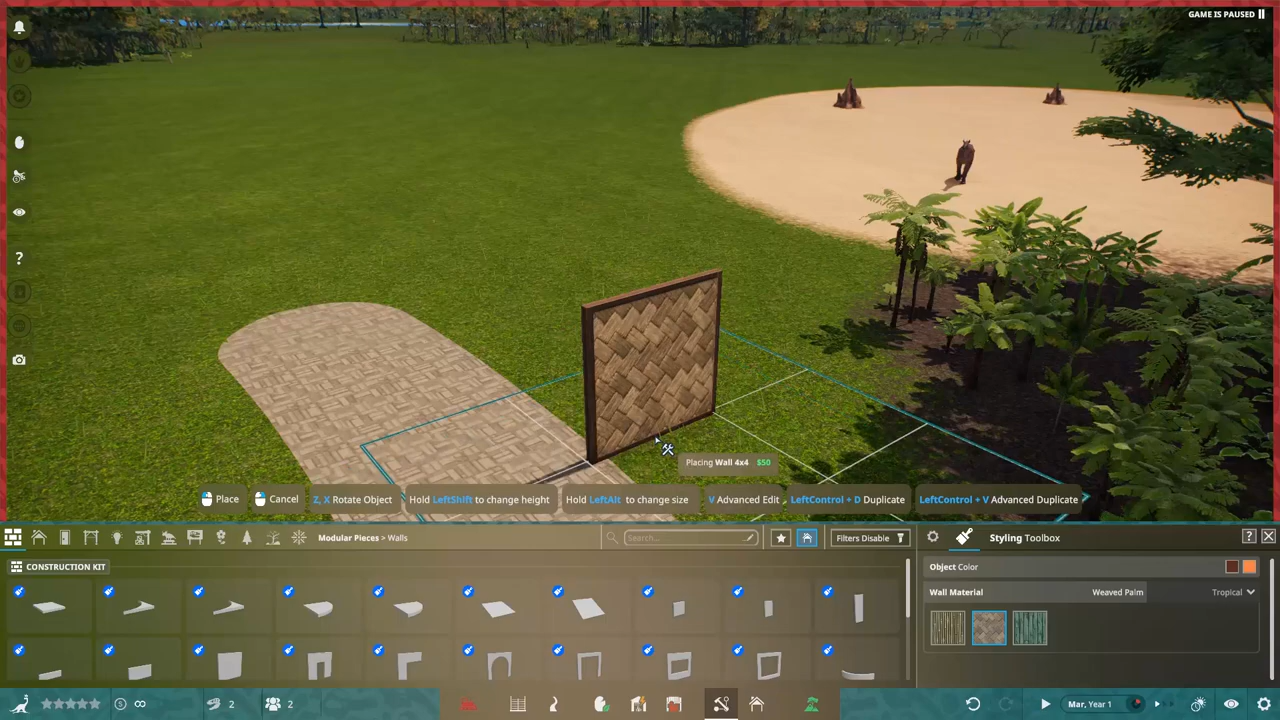 GAME IS PAUSED
?
Placing Wall 4x4 $50
Place
Cancel
Z, X Rotate Object
Hold LeftShift to change height
Hold LeftAlt to change size
V Advanced Edit
LeftControl + D Duplicate
LeftControl + V Advanced Duplicate
Modular Pieces > Walls
Search...
Filters Disable
Styling Toolbox
?
CONSTRUCTION KIT
Object Color
Wall Material Weaved Palm Tropical
$ ∞
2
2
Mar, Year 1